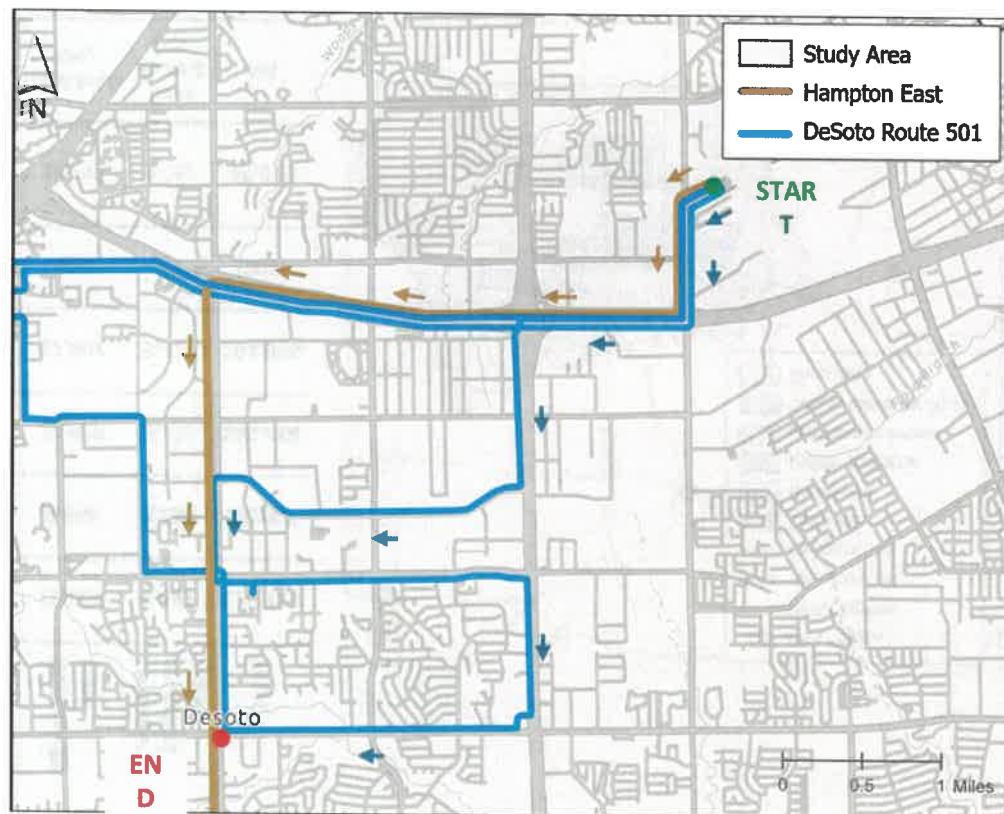 N
Study Area
Hampton East
DeSoto Route 501
STAR
T
Desoto
EN
D
0 0.5 1 Miles